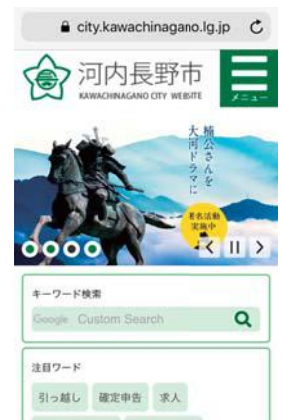 city.kawachinagano.lg.jp
河内長野市
KAWACHINAGANO CITY WEBSITE
メニュー
楠公さんを
大河ドラマに
署名活動
実施中
キーワード検索
Google Custom Search
注目ワード
引っ越し 確定申告 求人